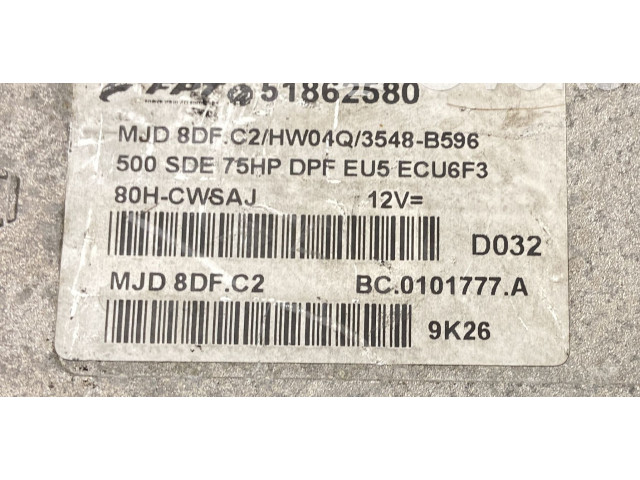 FPT 51862580
MJD 8DF.C2/HW04Q/3548-B596
500 SDE 75HP DPF EU5 ECU6F3
80H-CWSAJ 12V=
D032
MJD 8DF.C2 BC.0101777.A
9K26